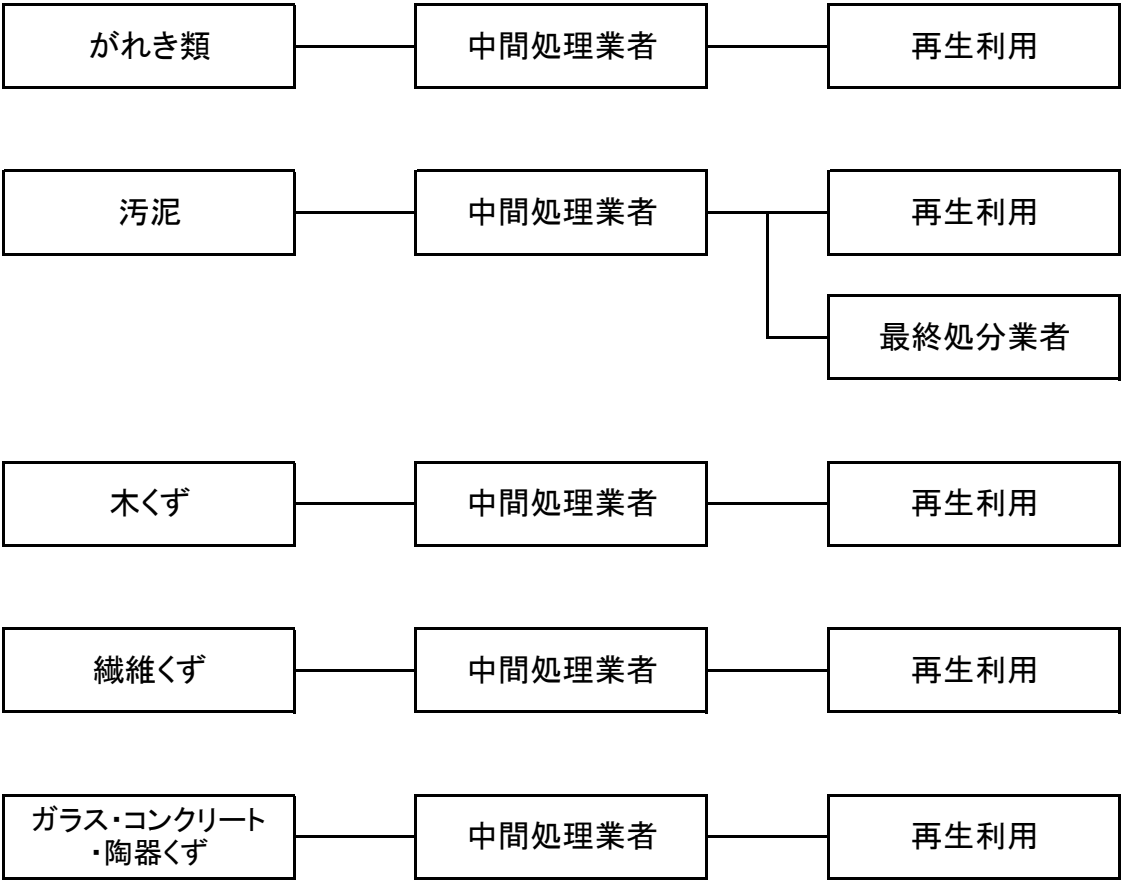 がれき類
中間処理業者
再生利用
汚泥
中間処理業者
再生利用
最終処分業者
木くず
中間処理業者
再生利用
繊維くず
中間処理業者
再生利用
ガラス・コンクリート
・陶器くず
中間処理業者
再生利用